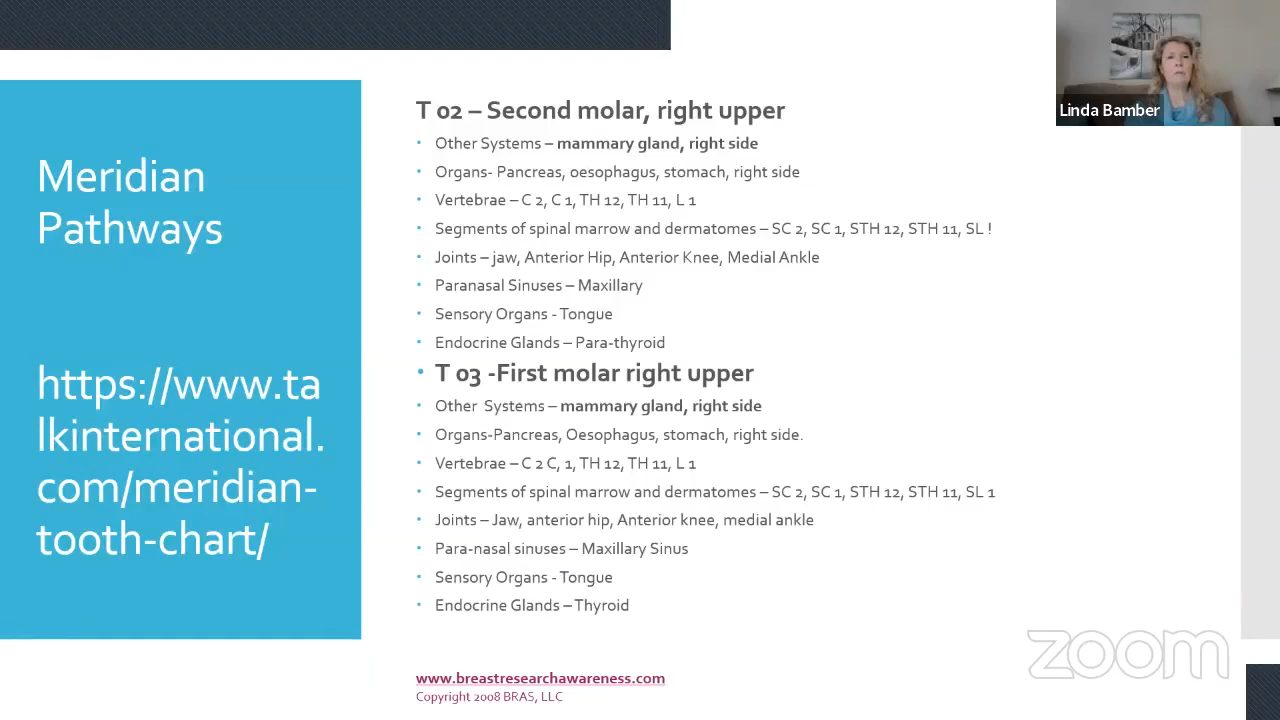 Meridian
Pathways
https://www.ta
lkinternational.
com/meridian-
tooth-chart/
T 02 – Second molar, right upper
Other Systems – mammary gland, right side
Organs- Pancreas, oesophagus, stomach, right side
Vertebrae – C 2, C 1, TH 12, TH 11, L 1
Segments of spinal marrow and dermatomes – SC 2, SC 1, STH 12, STH 11, SL !
Joints – jaw, Anterior Hip, Anterior Knee, Medial Ankle
Paranasal Sinuses – Maxillary
Sensory Organs - Tongue
Endocrine Glands – Para-thyroid
T 03 -First molar right upper
Other Systems – mammary gland, right side
Organs-Pancreas, Oesophagus, stomach, right side.
Vertebrae – C 2 C, 1, TH 12, TH 11, L 1
Segments of spinal marrow and dermatomes – SC 2, SC 1, STH 12, STH 11, SL 1
Joints – Jaw, anterior hip, Anterior knee, medial ankle
Para-nasal sinuses – Maxillary Sinus
Sensory Organs - Tongue
Endocrine Glands – Thyroid
www.breastresearchawareness.com
Copyright 2008 BRAS, LLC
Linda Bamber
zoom